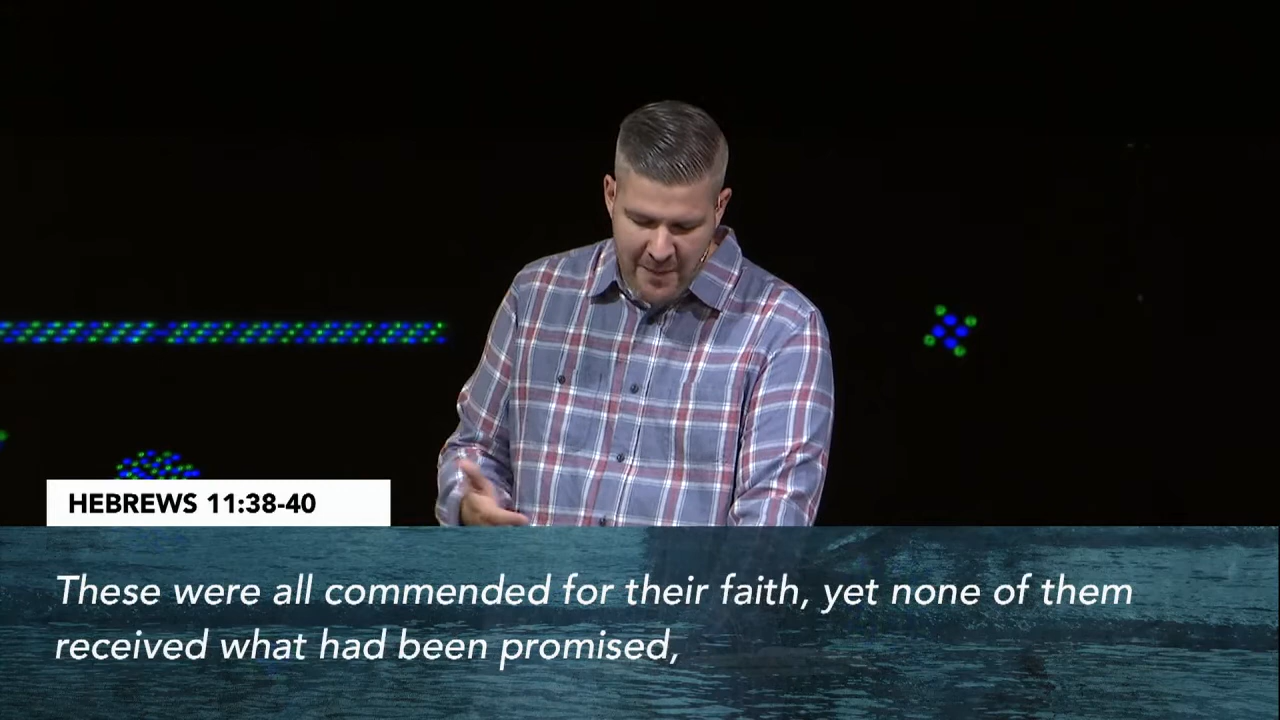 HEBREWS 11:38-40
These were all commended for their faith, yet none of them
received what had been promised,